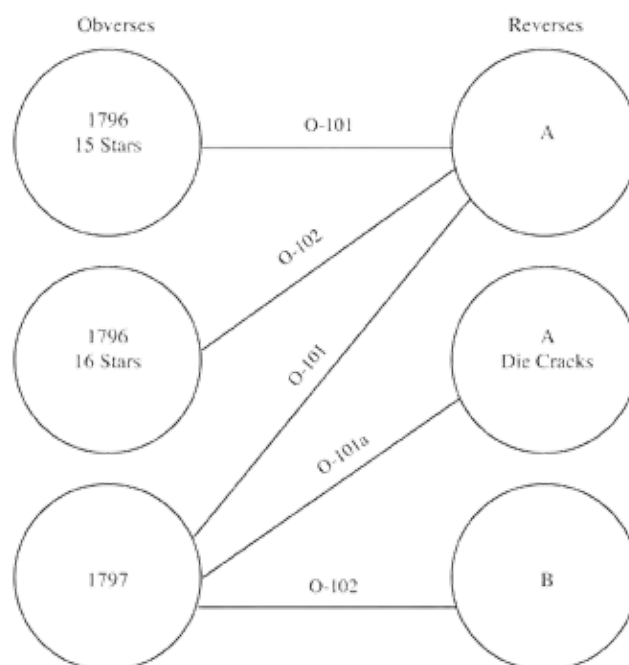 Obverses
Reverses
1796
15 Stars
O-101
A
O-102
1796
16 Stars
O-101
A
Die Cracks
O-101a
1797
O-102
B